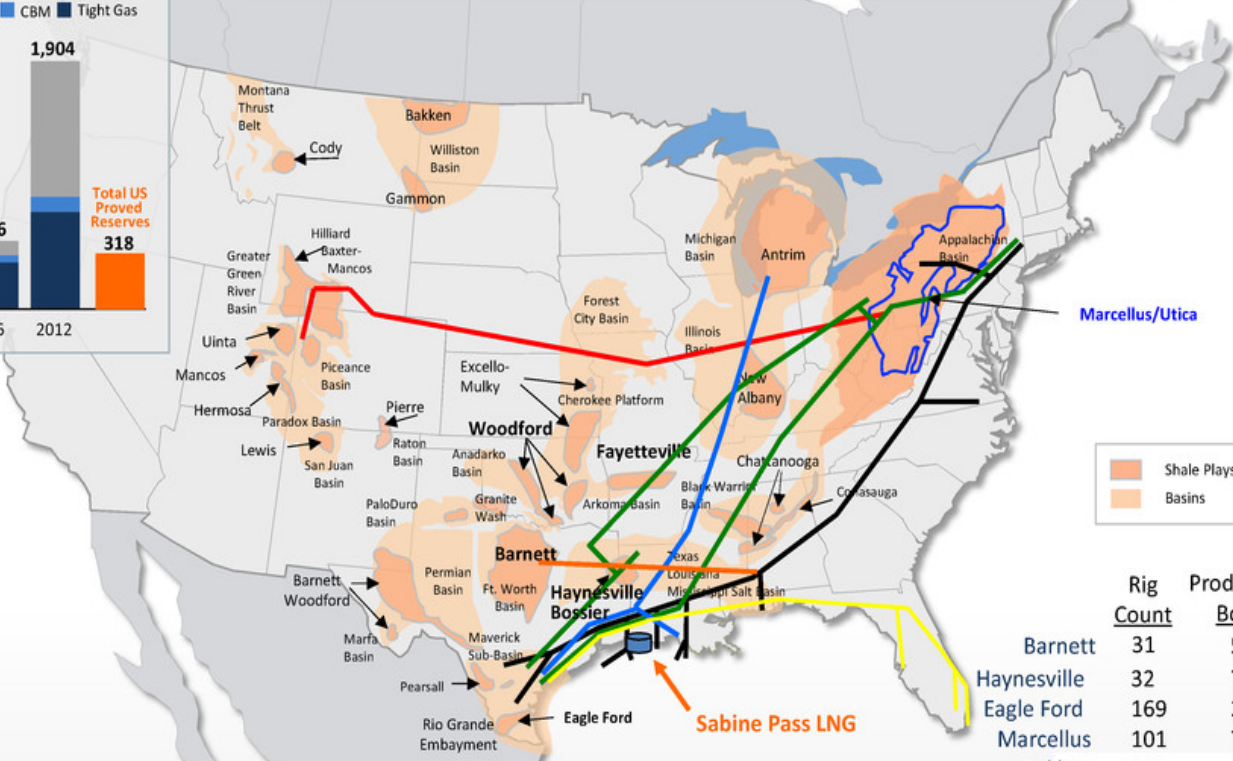 CBM Tight Gas
1,904
Total US
Proved
Reserves
318
6
2012
Montana
Thrust
Belt
Cody
Bakken
Williston
Basin
Gammon
Hilliard
Baxter-
Mancos
Greater
Green
River
Basin
Uinta
Mancos
Piceance
Basin
Hermosa
Paradox Basin
Lewis
San Juan
Basin
Pierre
Raton
Basin
Excello-
Mulky
Cherokee Platform
Forest
City Basin
Michigan
Basin
Antrim
Illinois
Basin
New
Albany
Appalachian
Basin
Marcellus/Utica
Woodford
Anadarko
Basin
Fayetteville
Arkoma Basin
Granite
Wash
PaloDuro
Basin
Black Warrior
Basin
Chattanooga
Conasauga
Barnett
Ft. Worth
Basin
Permian
Basin
Barnett
Woodford
Marfa
Basin
Haynesville
Bossier
Texas
Louisiana
Mississippi Salt Basin
Maverick
Sub-Basin
Pearsall
Eagle Ford
Rio Grande
Embayment
Sabine Pass LNG
Shale Plays
Basins
Rig
Count
Barnett 31
Haynesville 32
Eagle Ford 169
Marcellus 101